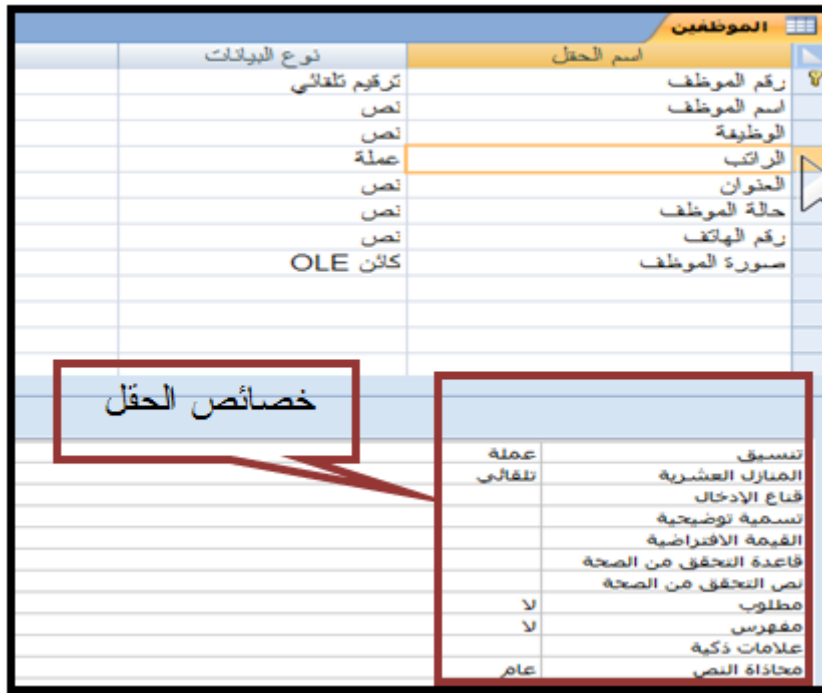 الموظفين
اسم الحقل نوع البيانات
رقم الموظف ترقيم تلقائي
اسم الموظف نص
الوظيفة نص
الراتب عملة
العنوان نص
حالة الموظف نص
رقم الهاتف نص
صورة الموظف كائن OLE
خصائص الحقل
تنسيق عملة
المنازل العشرية تلقائي
قناع الإدخال
تسمية توضيحية
القيمة الافتراضية
قاعدة التحقق من الصحة
نص التحقق من الصحة
مطلوب لا
مفهرس لا
علامات ذكية
محاذاة النص عام